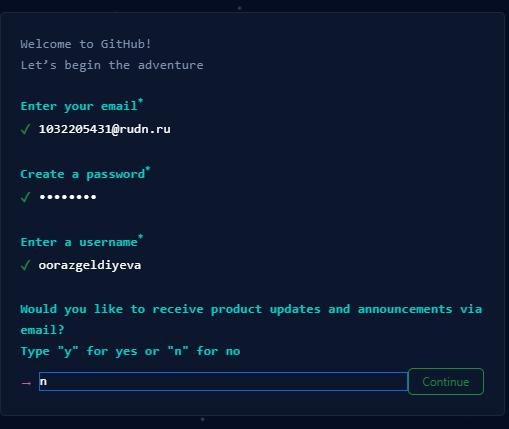 Welcome to GitHub!
Let’s begin the adventure
Enter your email*
✓ 1032205431@rudn.ru
Create a password*
✓ ••••••••
Enter a username*
✓ oorazgeldiyeva
Would you like to receive product updates and announcements via
email?
Type "y" for yes or "n" for no
→ n Continue